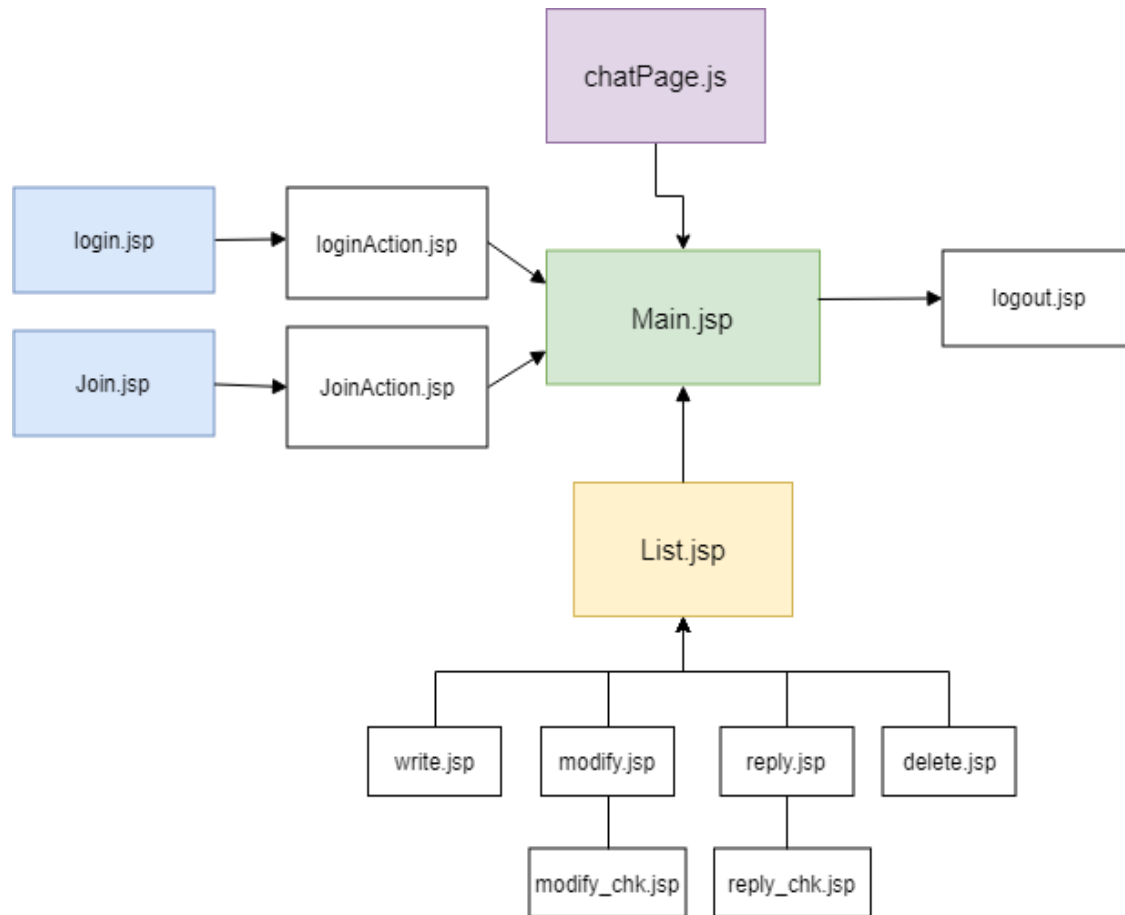 chatPage.js
login.jsp
loginAction.jsp
Main.jsp
logout.jsp
Join.jsp
JoinAction.jsp
List.jsp
write.jsp
modify.jsp
reply.jsp
delete.jsp
modify_chk.jsp
reply_chk.jsp